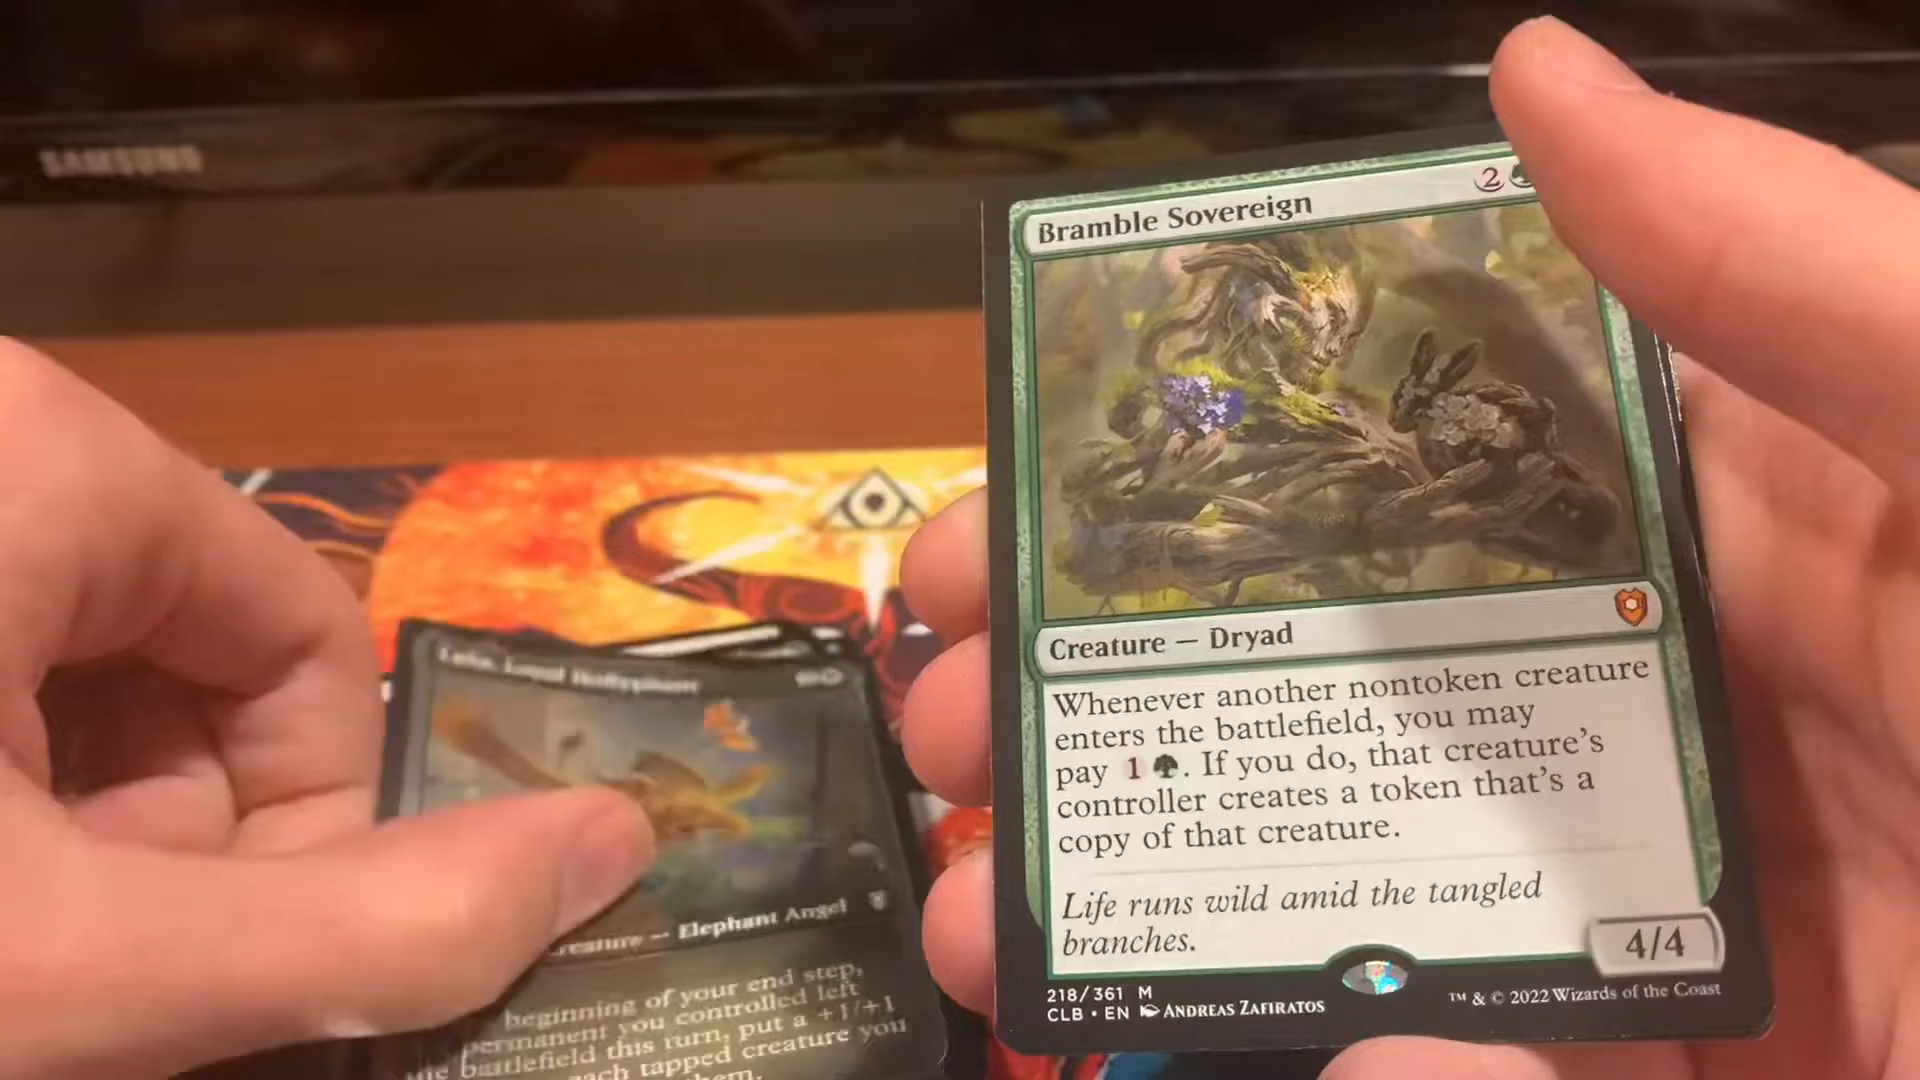 SAMSUNG
Bramble Sovereign
2
Creature — Dryad
Whenever another nontoken creature
enters the battlefield, you may
pay 1 . If you do, that creature's
controller creates a token that's a
copy of that creature.
Life runs wild amid the tangled
branches.
4/4
218/361 M
CLB • EN ANDREAS ZAFIRATOS
™ & © 2022 Wizards of the Coast
Creature — Elephant Angel
beginning of your end step,
permanent you controlled left
the battlefield this turn, put a +1/+1
each tapped creature you
them.